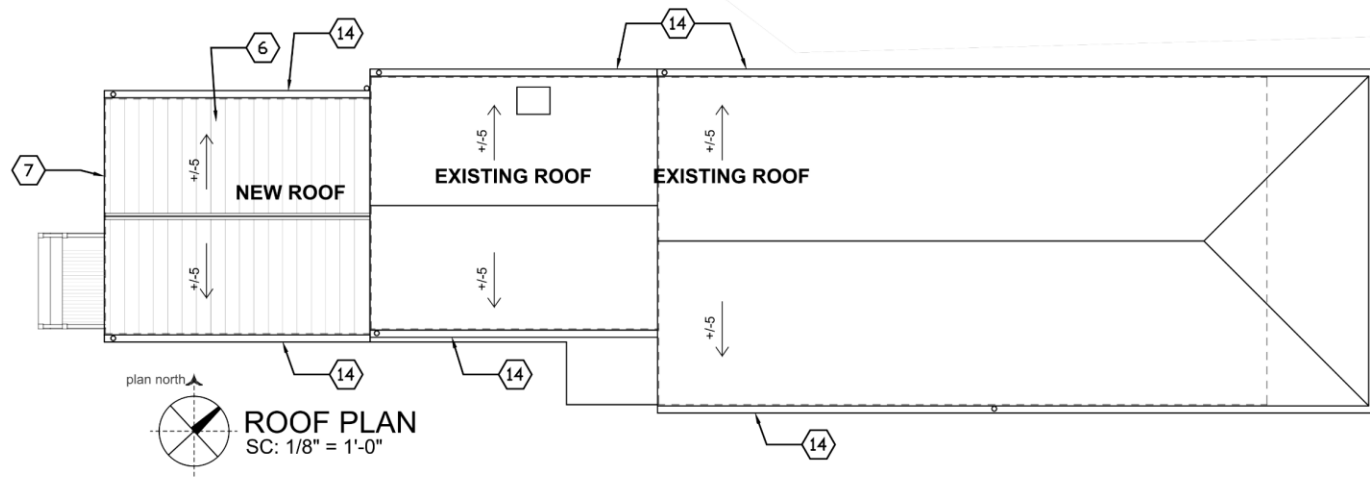 14
14
6
+/-5
+/-5
+/-5
7
NEW ROOF
EXISTING ROOF
EXISTING ROOF
+/-5
+/-5
+/-5
14
14
14
plan north
ROOF PLAN
SC: 1/8" = 1'-0"